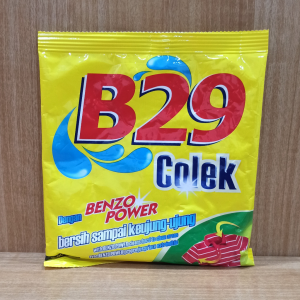 B29
Colek
Dengan
BENZO
POWER
bersih sampai keujung-ujung